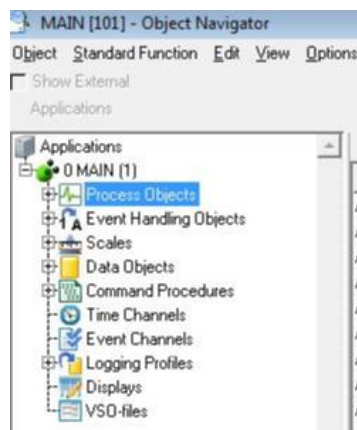 MAIN [101] - Object Navigator
Object Standard Function Edit View Options
Show External
Applications
Applications
0 MAIN (1)
Process Objects
Event Handling Objects
Scales
Data Objects
Command Procedures
Time Channels
Event Channels
Logging Profiles
Displays
VSO-files